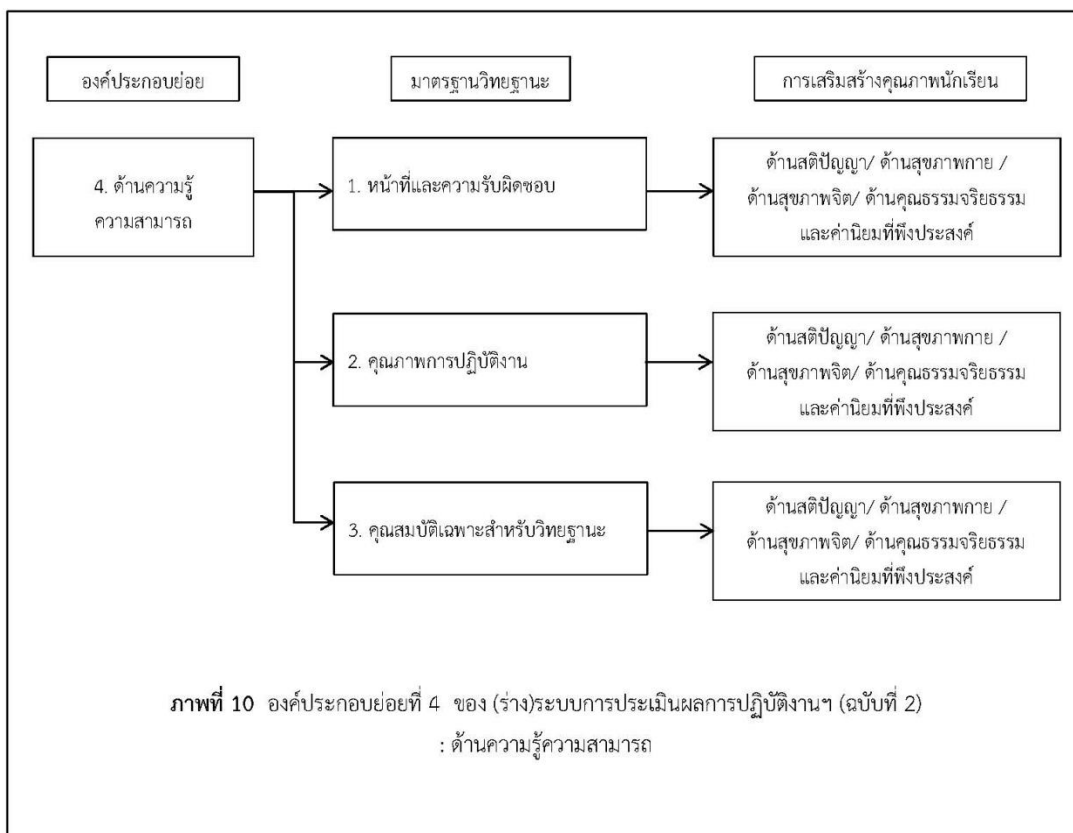 องค์ประกอบย่อย
มาตรฐานวิทยฐานะ
การเสริมสร้างคุณภาพนักเรียน
4. ด้านความรู้
ความสามารถ
1. หน้าที่และความรับผิดชอบ
ด้านสติปัญญา/ ด้านสุขภาพกาย /
ด้านสุขภาพจิต/ ด้านคุณธรรมจริยธรรม
และค่านิยมที่พึงประสงค์
2. คุณภาพการปฏิบัติงาน
ด้านสติปัญญา/ ด้านสุขภาพกาย /
ด้านสุขภาพจิต/ ด้านคุณธรรมจริยธรรม
และค่านิยมที่พึงประสงค์
3. คุณสมบัติเฉพาะสำหรับวิทยฐานะ
ด้านสติปัญญา/ ด้านสุขภาพกาย /
ด้านสุขภาพจิต/ ด้านคุณธรรมจริยธรรม
และค่านิยมที่พึงประสงค์
ภาพที่ 10 องค์ประกอบย่อยที่ 4 ของ (ร่าง)ระบบการประเมินผลการปฏิบัติงานฯ (ฉบับที่ 2)
: ด้านความรู้ความสามารถ